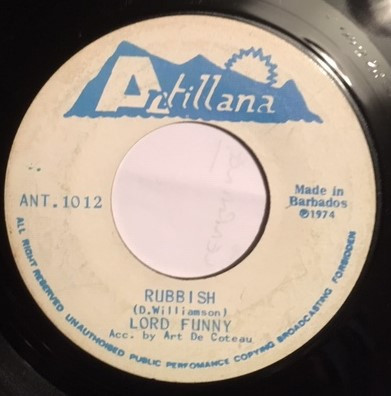 Antillana
ANT.1012
Made in
Barbados
℗1974
RUBBISH
(D.Williamson)
LORD FUNNY
Acc. by Art De Coteau
ALL RIGHT RESERVED UNAUTHORISED PUBLIC PERFOMANCE COPYING BROADCASTING FORBIDDEN